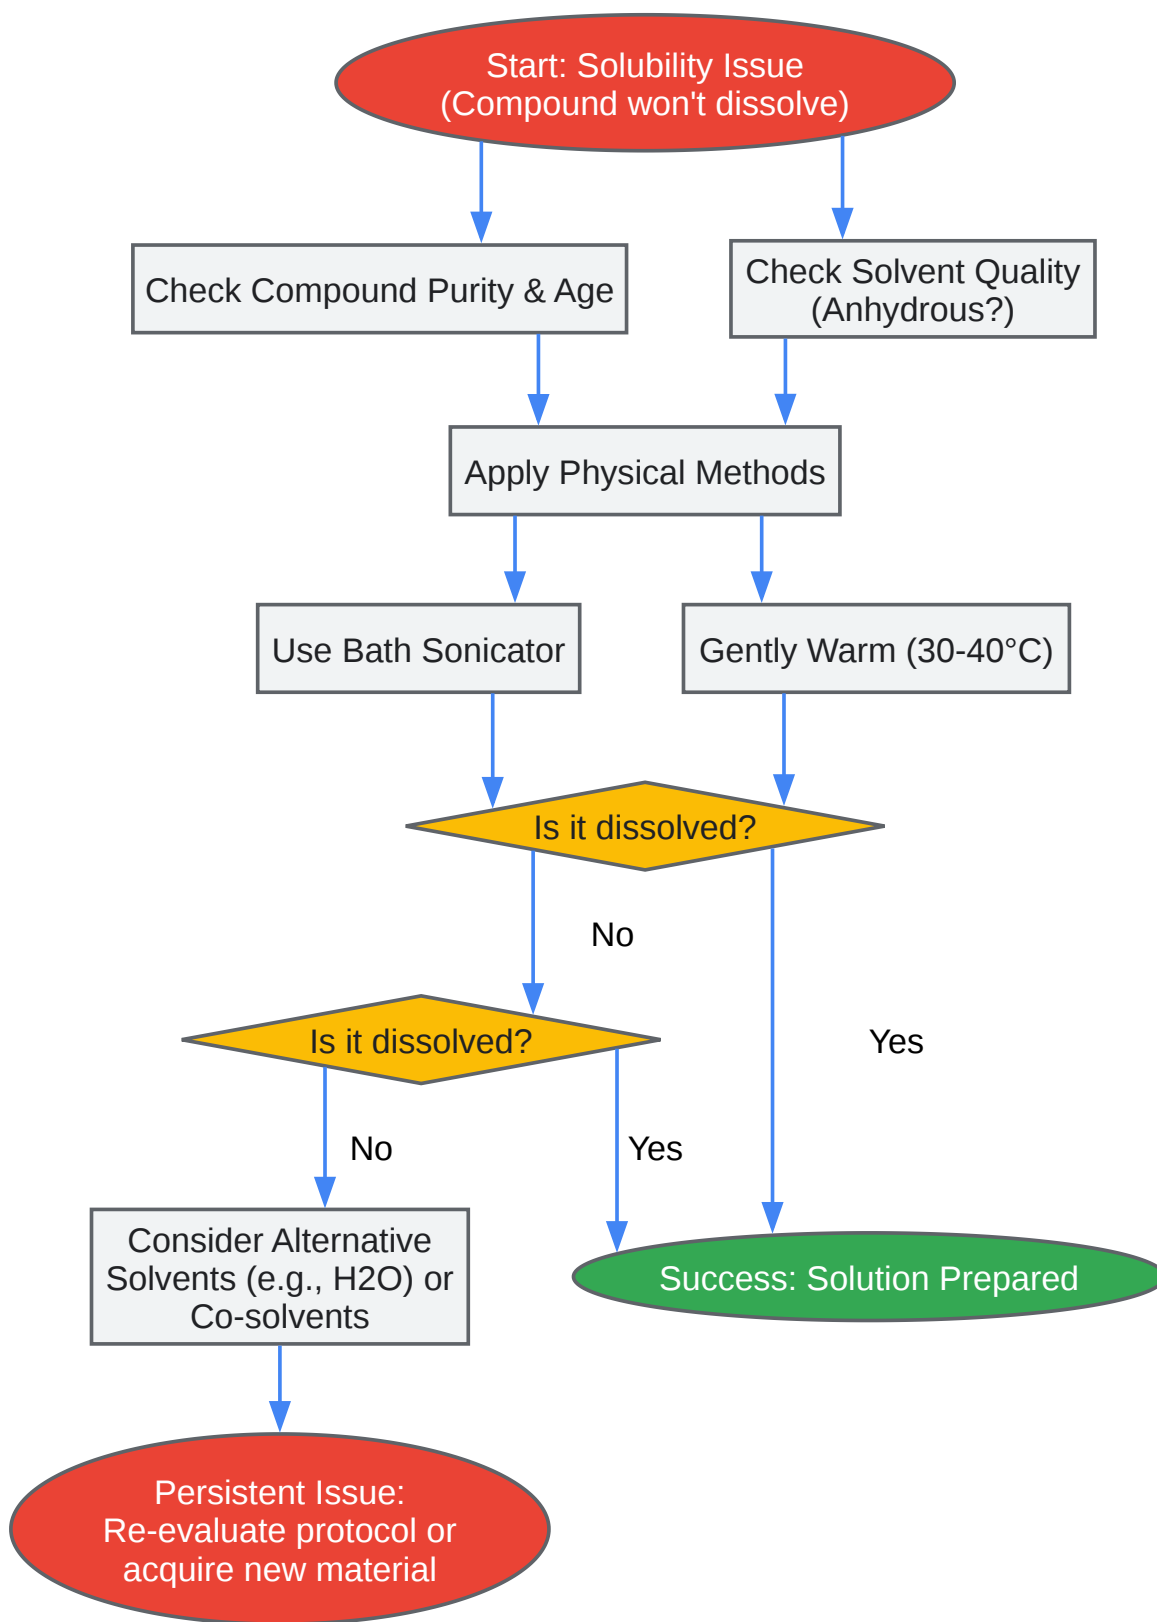 Start: Solubility Issue
(Compound won't dissolve)
Check Compound Purity & Age
Check Solvent Quality
(Anhydrous?)
Apply Physical Methods
Use Bath Sonicator
Gently Warm (30-40°C)
Is it dissolved?
No
Is it dissolved?
Yes
No
Yes
Consider Alternative
Solvents (e.g., H2O) or
Co-solvents
Success: Solution Prepared
Persistent Issue:
Re-evaluate protocol or
acquire new material